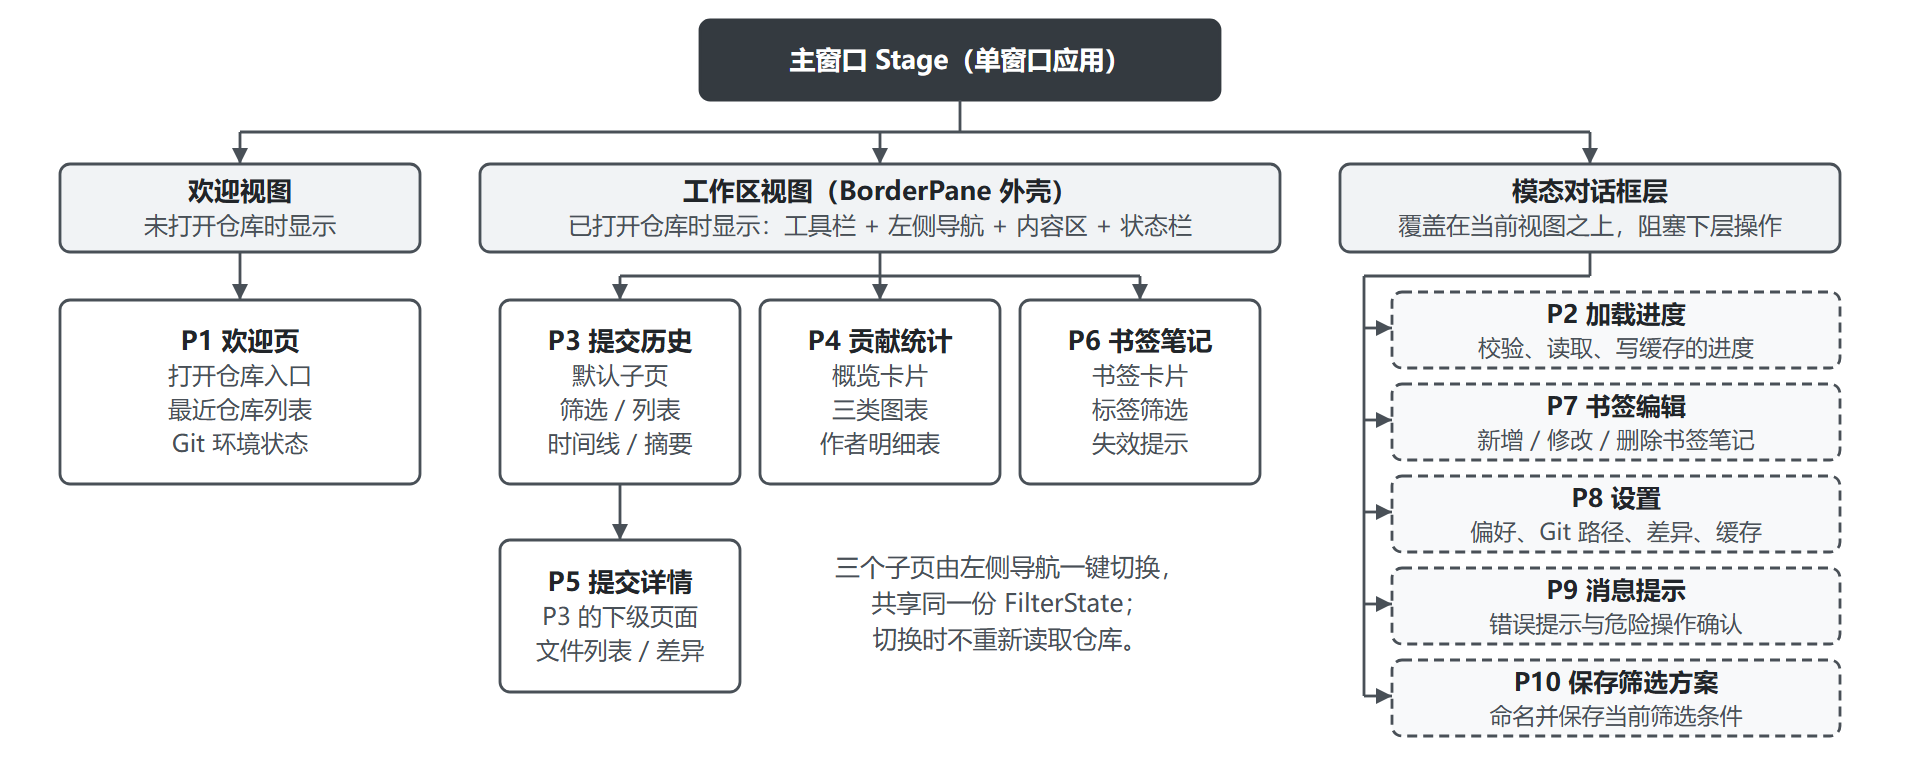 主窗口 Stage（单窗口应用）
欢迎视图
未打开仓库时显示
工作区视图（BorderPane 外壳）
已打开仓库时显示：工具栏 + 左侧导航 + 内容区 + 状态栏
模态对话框层
覆盖在当前视图之上，阻塞下层操作
P1 欢迎页
打开仓库入口
最近仓库列表
Git 环境状态
P3 提交历史
默认子页
筛选 / 列表
时间线 / 摘要
P4 贡献统计
概览卡片
三类图表
作者明细表
P6 书签笔记
书签卡片
标签筛选
失效提示
P5 提交详情
P3 的下级页面
文件列表 / 差异
三个子页由左侧导航一键切换，
共享同一份 FilterState；
切换时不重新读取仓库。
P2 加载进度
校验、读取、写缓存的进度
P7 书签编辑
新增 / 修改 / 删除书签笔记
P8 设置
偏好、Git 路径、差异、缓存
P9 消息提示
错误提示与危险操作确认
P10 保存筛选方案
命名并保存当前筛选条件